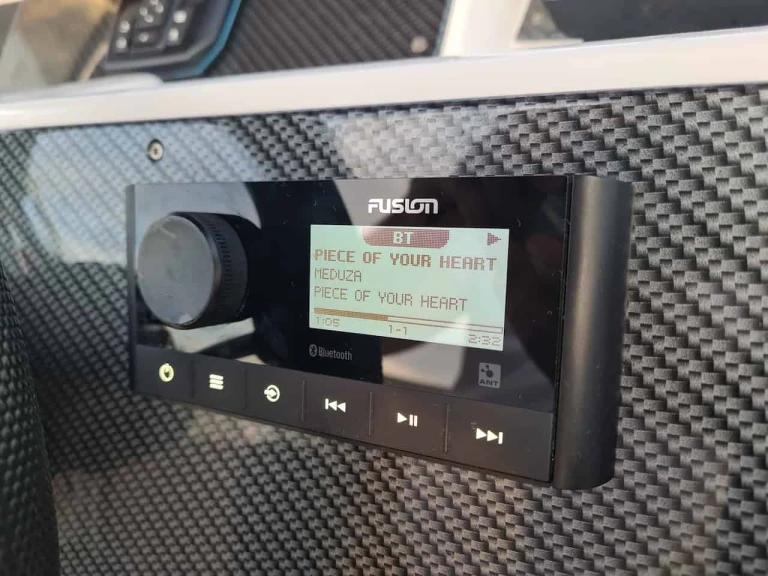 FUSION
BT
PIECE OF YOUR HEART
MEDUZA
PIECE OF YOUR HEART
1:05 1-1 2:32
Bluetooth
ANT